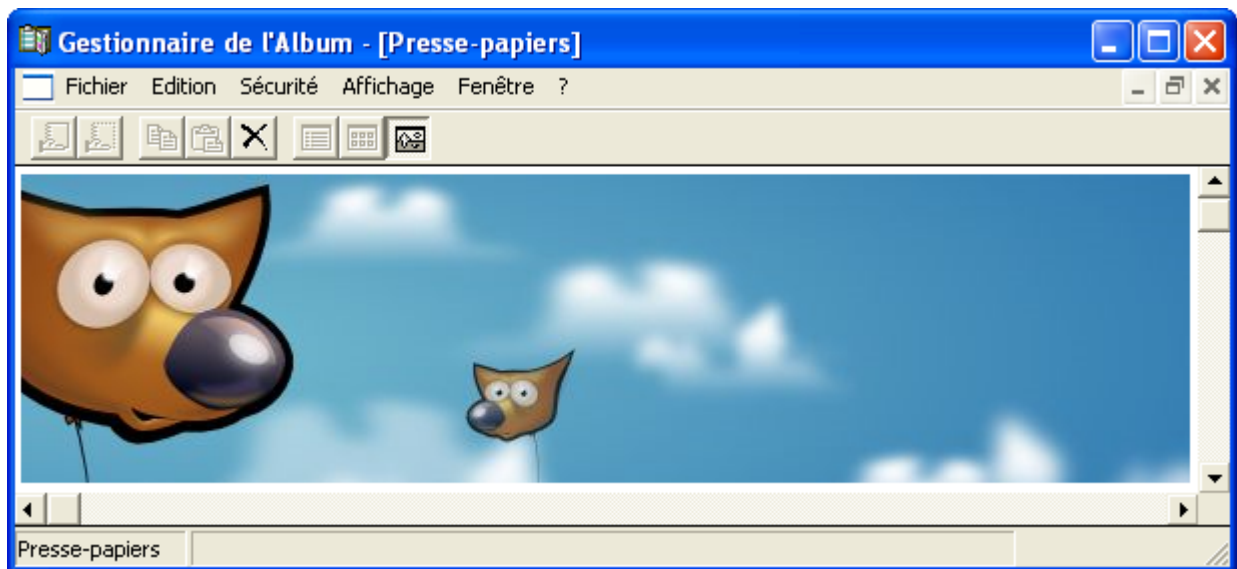 Gestionnaire de l'Album - [Presse-papiers]
Fichier Edition Sécurité Affichage Fenêtre ?
Presse-papiers